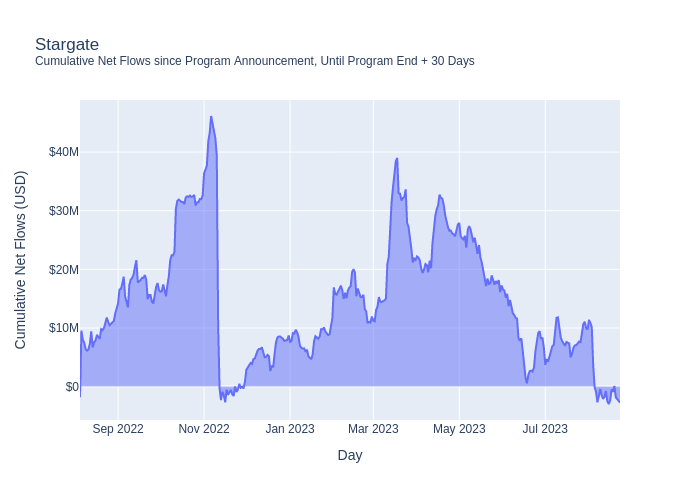 Stargate
Cumulative Net Flows since Program Announcement, Until Program End + 30 Days
Cumulative Net Flows (USD)
$40M
$30M
$20M
$10M
$0
Sep 2022
Nov 2022
Jan 2023
Mar 2023
May 2023
Jul 2023
Day